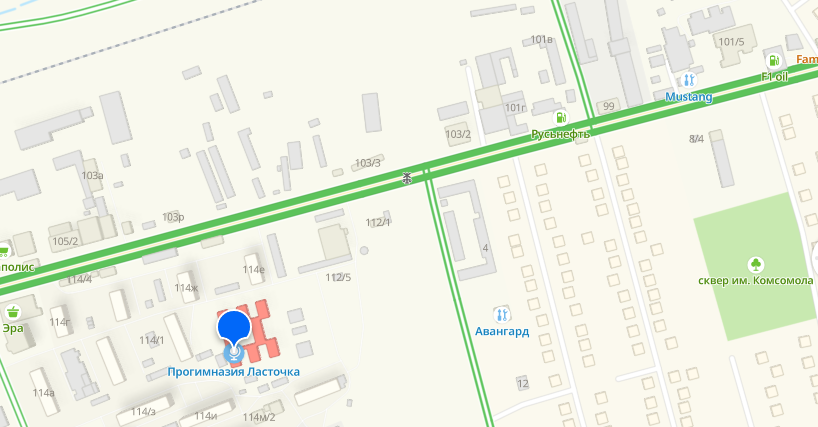 101в
101/5
Fam
F1 oil
Mustang
101г
99
Русьнефть
103/2
8/4
103/3
103а
103р
112/1
105/2
4
аполис
114е
112/5
сквер им. Комсомола
114/4
114ж
Эра
114г
114/1
Авангард
Прогимназия Ласточка
12
114а
114/з
114и
114м/2